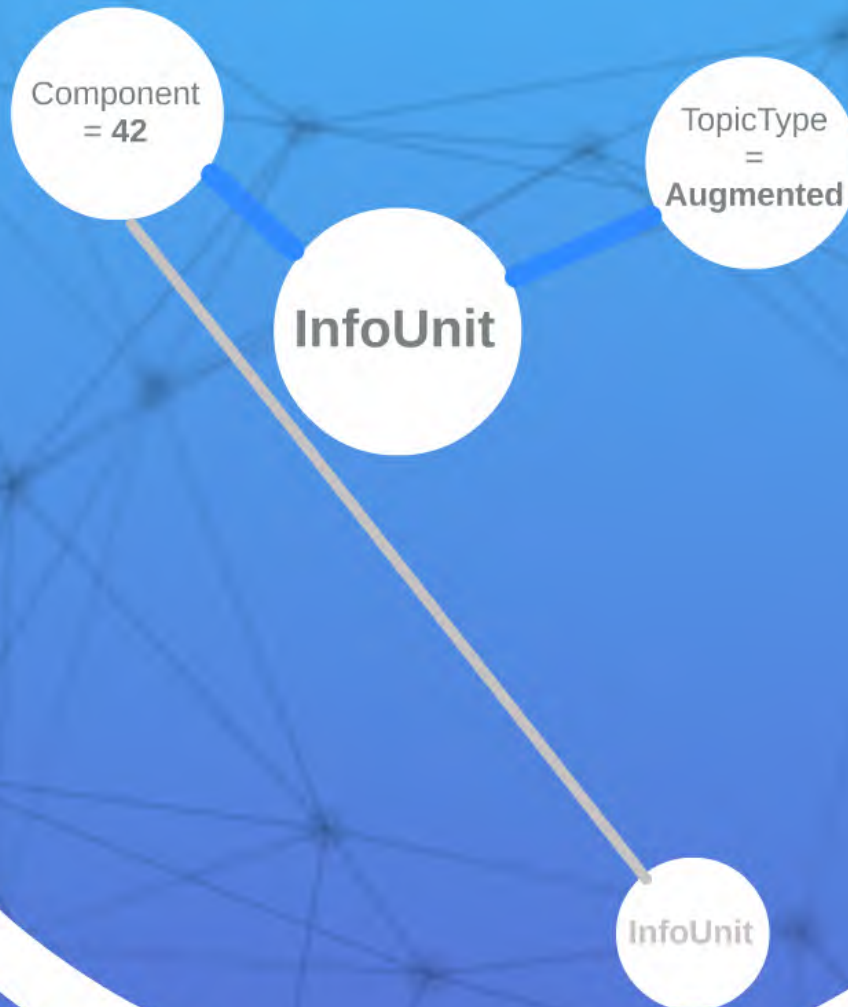 Component
= 42
TopicType
=
Augmented
InfoUnit
InfoUnit